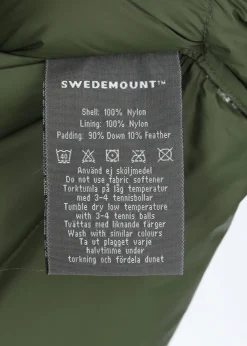 SWEDEMOUNT™
Shell: 100% Nylon
Lining: 100% Nylon
Padding: 90% Down 10% Feather
40
Använd ej sköljmedel
Do not use fabric softener
Torktumla på låg temperatur
med 3-4 tennisbollar
Tumble dry low temperature
with 3-4 tennis balls
Tvättas med liknande färger
Wash with similar colours
Ta ut plagget varje
halvtimme under
torkning och fördela dunet